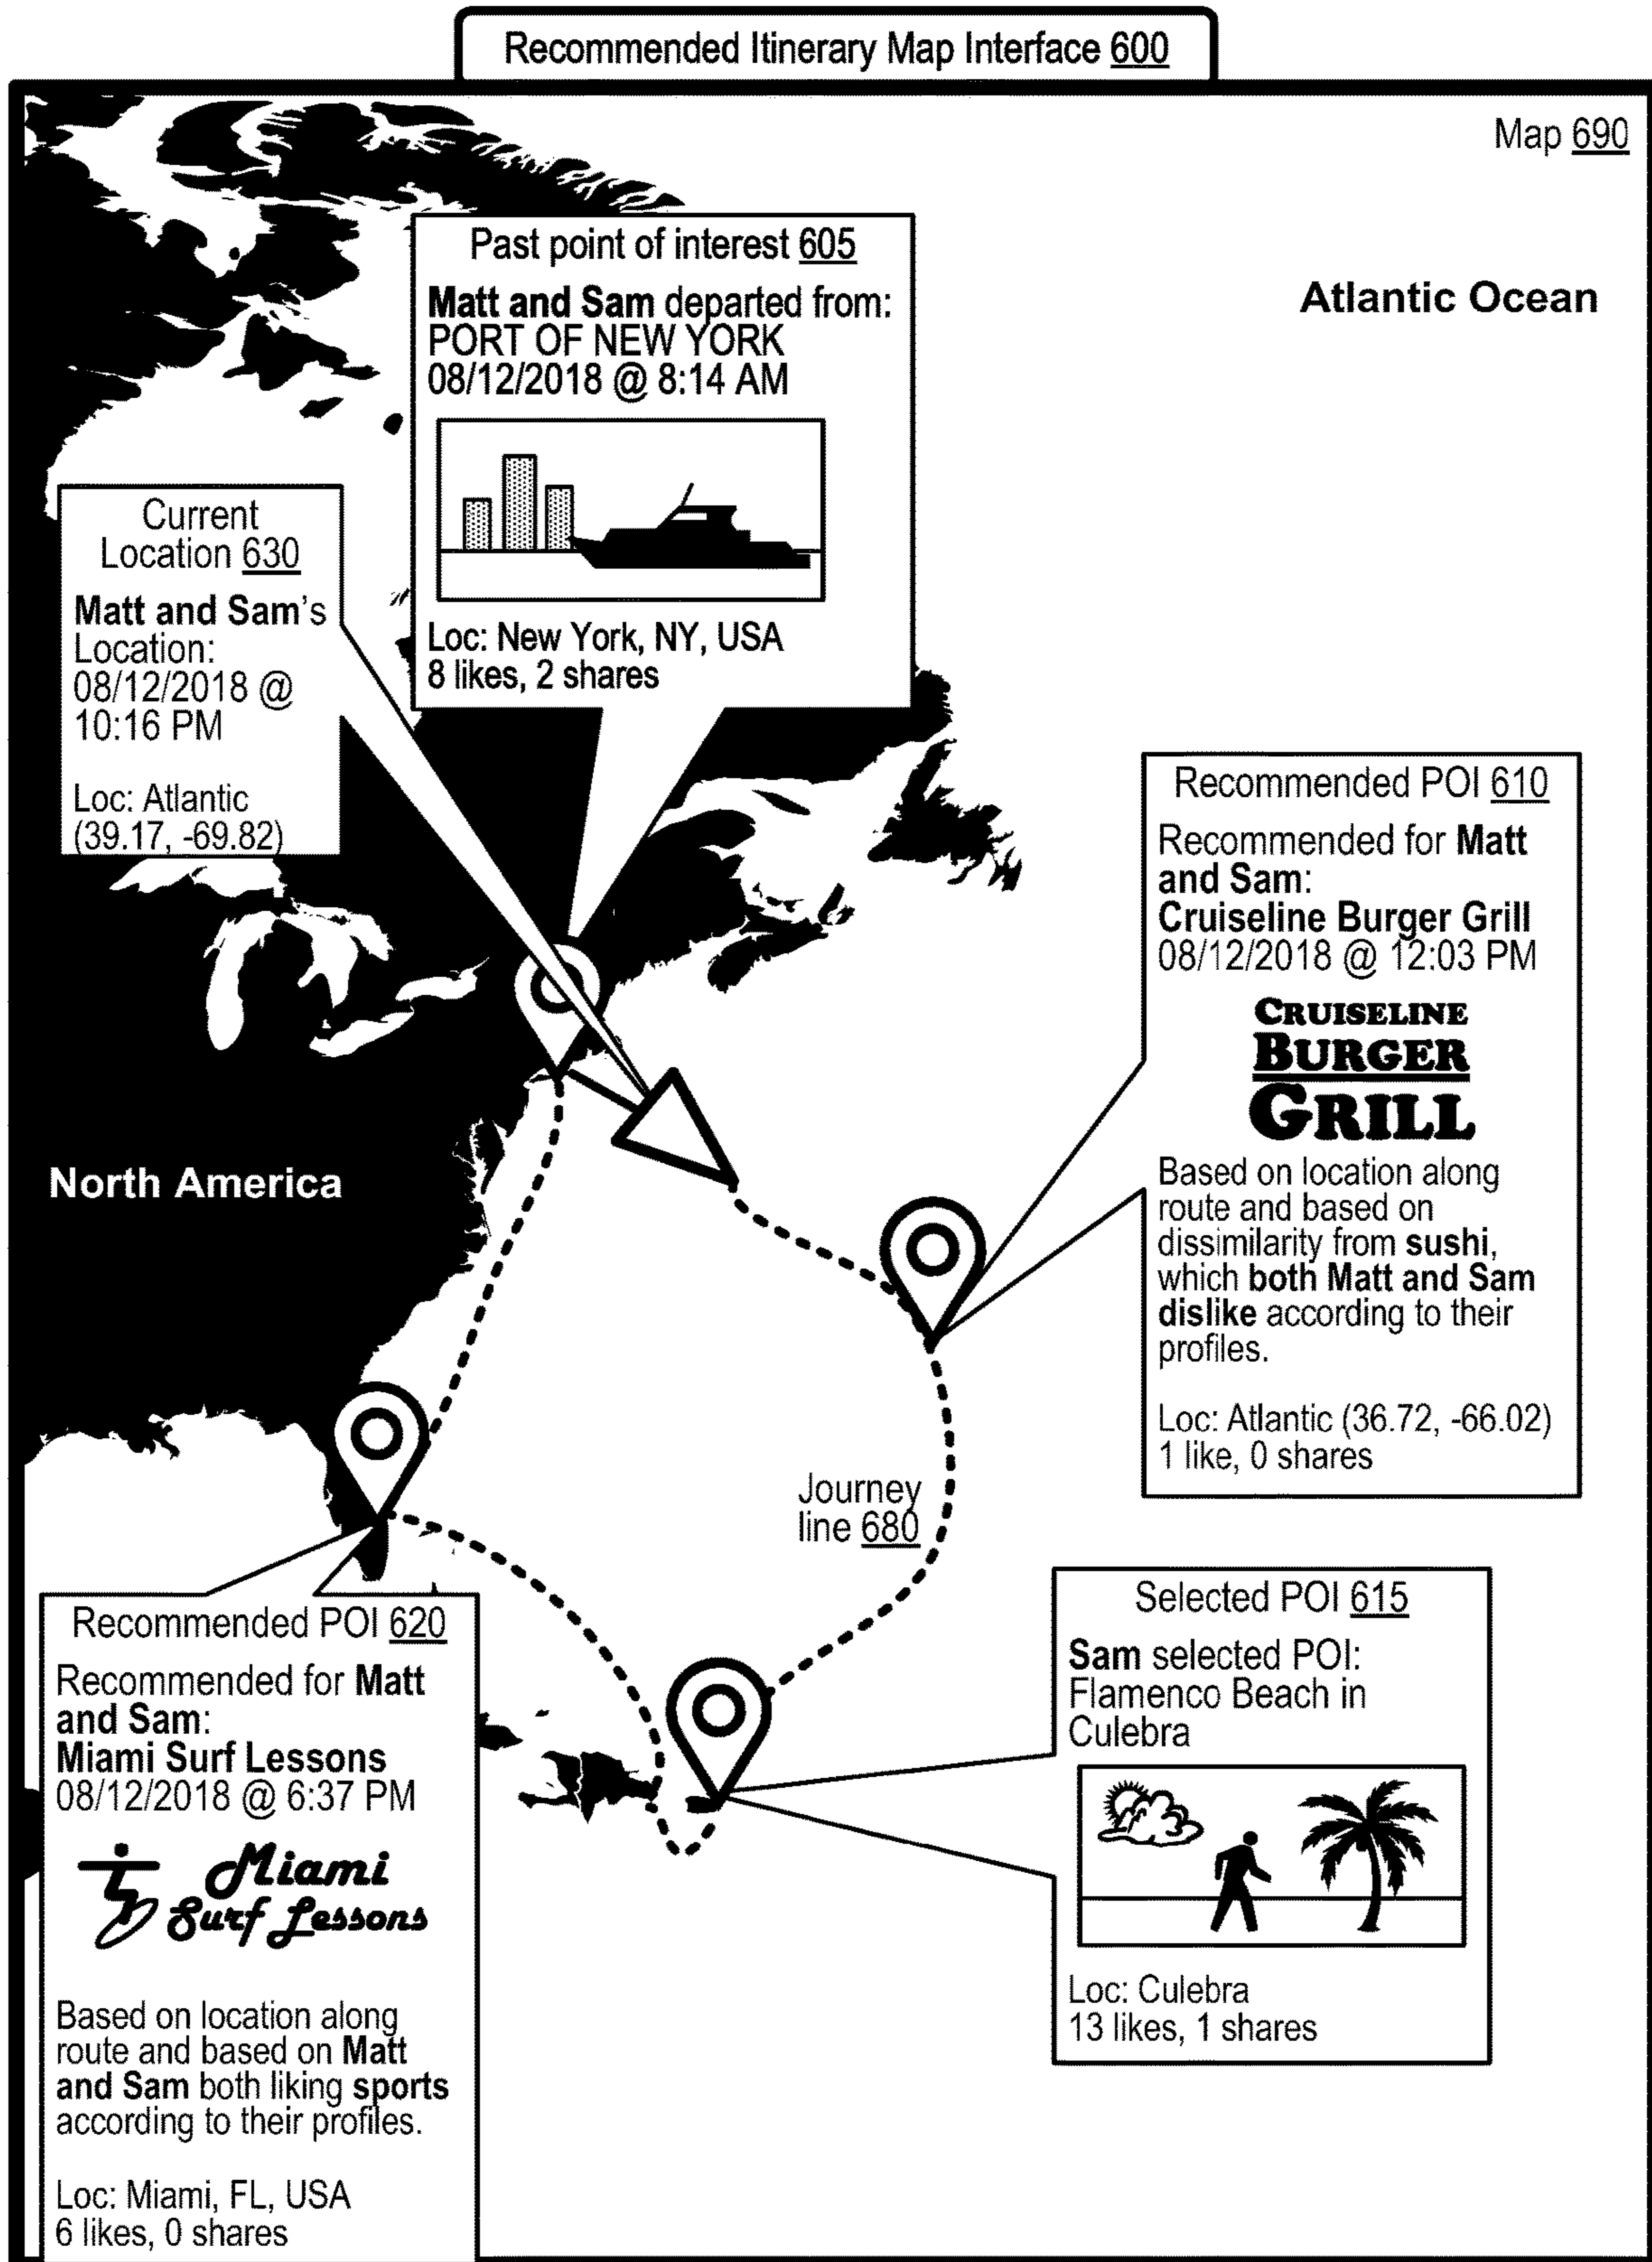 Recommended Itinerary Map Interface 600
Map 690
Atlantic Ocean
Past point of interest 605
Matt and Sam departed from:
PORT OF NEW YORK
08/12/2018 @ 8:14 AM
Loc: New York, NY, USA
8 likes, 2 shares
Current
Location 630
Matt and Sam's
Location:
08/12/2018 @
10:16 PM
Loc: Atlantic
(39.17, -69.82)
Recommended POI 610
Recommended for Matt
and Sam:
Cruiseline Burger Grill
08/12/2018 @ 12:03 PM
CRUISELINE
BURGER
GRILL
Based on location along
route and based on
dissimilarity from sushi,
which both Matt and Sam
dislike according to their
profiles.
Loc: Atlantic (36.72, -66.02)
1 like, 0 shares
North America
Journey
line 680
Selected POI 615
Sam selected POI:
Flamenco Beach in
Culebra
Loc: Culebra
13 likes, 1 shares
Recommended POI 620
Recommended for Matt
and Sam:
Miami Surf Lessons
08/12/2018 @ 6:37 PM
Miami
Surf Lessons
Based on location along
route and based on Matt
and Sam both liking sports
according to their profiles.
Loc: Miami, FL, USA
6 likes, 0 shares